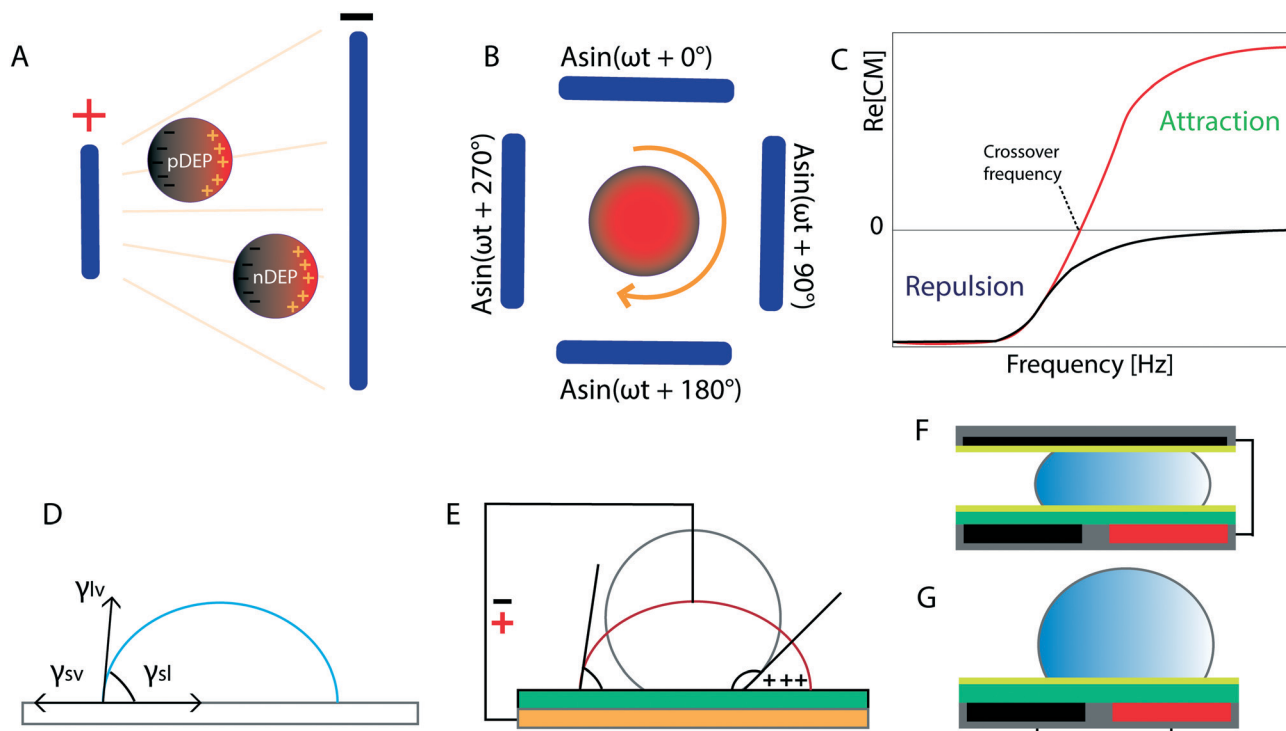 A
−
+
pDEP
nDEP
B
Asin(ωt + 0°)
Asin(ωt + 270°)
Asin(ωt + 90°)
Asin(ωt + 180°)
C
Re[CM]
Attraction
Crossover
frequency
0
Repulsion
Frequency [Hz]
D
γlv
γsv
γsl
E
−
+
+++
F
G